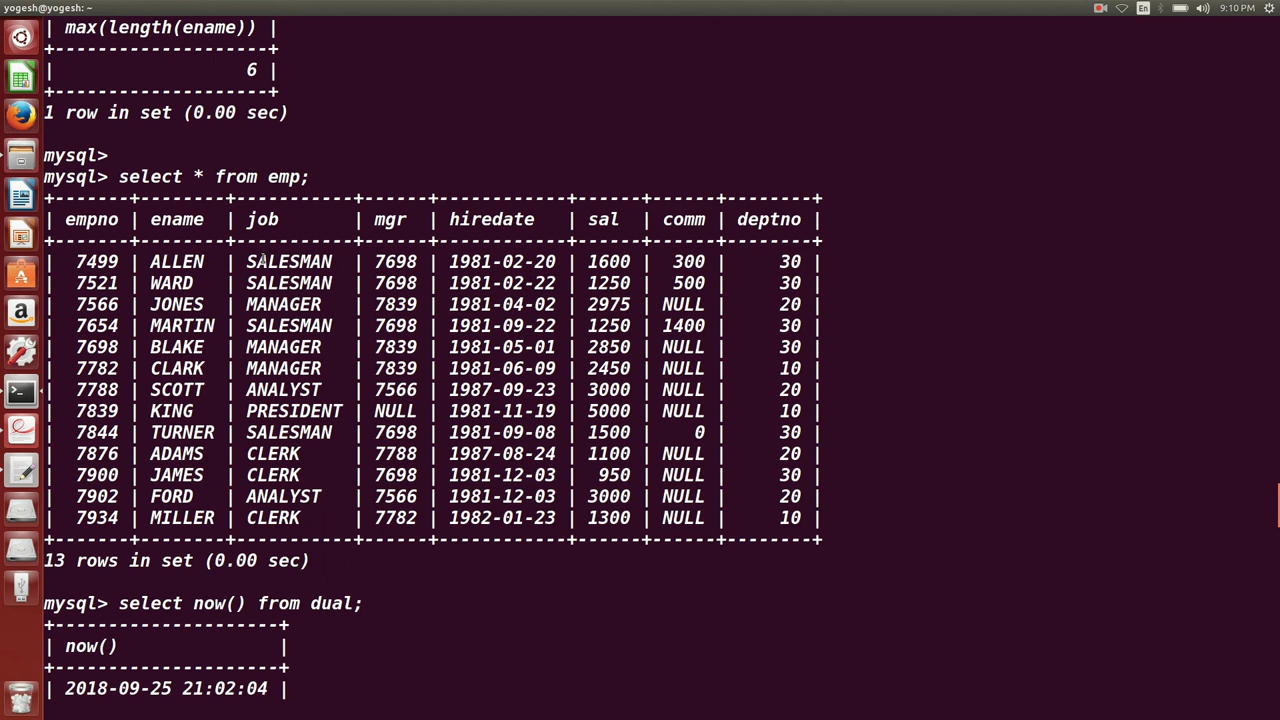 yogesh@yogesh: ~
En
9:10 PM
| max(length(ename)) |
+--------------------+
|                  6 |
+--------------------+
1 row in set (0.00 sec)
mysql>
mysql> select * from emp;
+-------+--------+-----------+------+------------+------+------+--------+
| empno | ename  | job       | mgr  | hiredate   | sal  | comm | deptno |
+-------+--------+-----------+------+------------+------+------+--------+
|  7499 | ALLEN  | SALESMAN  | 7698 | 1981-02-20 | 1600 |  300 |     30 |
|  7521 | WARD   | SALESMAN  | 7698 | 1981-02-22 | 1250 |  500 |     30 |
|  7566 | JONES  | MANAGER   | 7839 | 1981-04-02 | 2975 | NULL |     20 |
|  7654 | MARTIN | SALESMAN  | 7698 | 1981-09-22 | 1250 | 1400 |     30 |
|  7698 | BLAKE  | MANAGER   | 7839 | 1981-05-01 | 2850 | NULL |     30 |
|  7782 | CLARK  | MANAGER   | 7839 | 1981-06-09 | 2450 | NULL |     10 |
|  7788 | SCOTT  | ANALYST   | 7566 | 1987-09-23 | 3000 | NULL |     20 |
|  7839 | KING   | PRESIDENT | NULL | 1981-11-19 | 5000 | NULL |     10 |
|  7844 | TURNER | SALESMAN  | 7698 | 1981-09-08 | 1500 |    0 |     30 |
|  7876 | ADAMS  | CLERK     | 7788 | 1987-08-24 | 1100 | NULL |     20 |
|  7900 | JAMES  | CLERK     | 7698 | 1981-12-03 |  950 | NULL |     30 |
|  7902 | FORD   | ANALYST   | 7566 | 1981-12-03 | 3000 | NULL |     20 |
|  7934 | MILLER | CLERK     | 7782 | 1982-01-23 | 1300 | NULL |     10 |
+-------+--------+-----------+------+------------+------+------+--------+
13 rows in set (0.00 sec)
mysql> select now() from dual;
+---------------------+
| now()               |
+---------------------+
| 2018-09-25 21:02:04 |